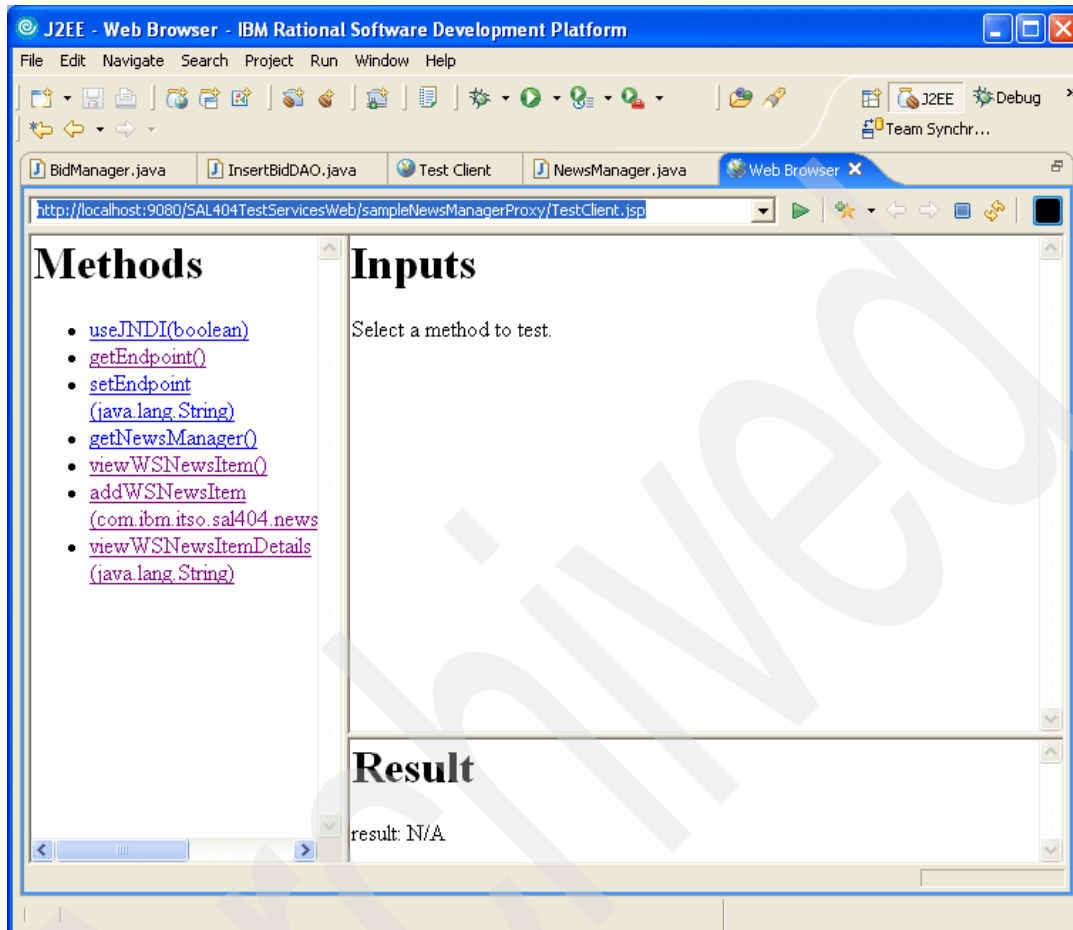 J2EE - Web Browser - IBM Rational Software Development Platform
File Edit Navigate Search Project Run Window Help
J2EE Debug
Team Synchr...
BidManager.java InsertBidDAO.java Test Client NewsManager.java Web Browser
http://localhost:9080/SAL404TestServicesWeb/sampleNewsManagerProxy/TestClient.jsp
Methods
useJNDI(boolean)
getEndpoint()
setEndpoint
(java.lang.String)
getNewsManager()
viewWSNewsItem()
addWSNewsItem
(com.ibm.itso.sal404.news
viewWSNewsItemDetails
(java.lang.String)
Inputs
Select a method to test.
Result
result: N/A